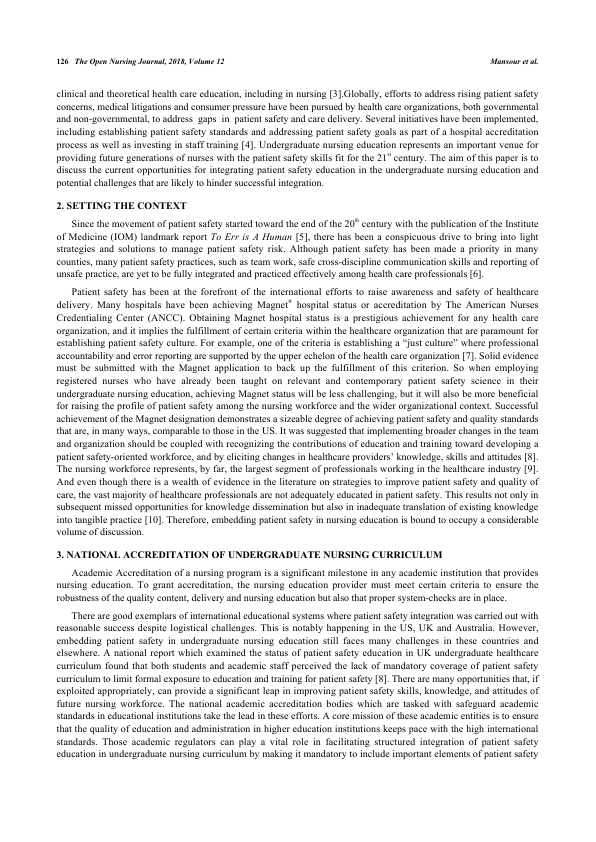 126 The Open Nursing Journal, 2018, Volume 12 Mansour et al.
clinical and theoretical health care education, including in nursing [3].Globally, efforts to address rising patient safety
concerns, medical litigations and consumer pressure have been pursued by health care organizations, both governmental
and non-governmental, to address gaps in patient safety and care delivery. Several initiatives have been implemented,
including establishing patient safety standards and addressing patient safety goals as part of a hospital accreditation
process as well as investing in staff training [4]. Undergraduate nursing education represents an important venue for
providing future generations of nurses with the patient safety skills fit for the 21st century. The aim of this paper is to
discuss the current opportunities for integrating patient safety education in the undergraduate nursing education and
potential challenges that are likely to hinder successful integration.
2. SETTING THE CONTEXT
Since the movement of patient safety started toward the end of the 20th century with the publication of the Institute
of Medicine (IOM) landmark report To Err is A Human [5], there has been a conspicuous drive to bring into light
strategies and solutions to manage patient safety risk. Although patient safety has been made a priority in many
counties, many patient safety practices, such as team work, safe cross-discipline communication skills and reporting of
unsafe practice, are yet to be fully integrated and practiced effectively among health care professionals [6].
Patient safety has been at the forefront of the international efforts to raise awareness and safety of healthcare
delivery. Many hospitals have been achieving Magnet® hospital status or accreditation by The American Nurses
Credentialing Center (ANCC). Obtaining Magnet hospital status is a prestigious achievement for any health care
organization, and it implies the fulfillment of certain criteria within the healthcare organization that are paramount for
establishing patient safety culture. For example, one of the criteria is establishing a “just culture” where professional
accountability and error reporting are supported by the upper echelon of the health care organization [7]. Solid evidence
must be submitted with the Magnet application to back up the fulfillment of this criterion. So when employing
registered nurses who have already been taught on relevant and contemporary patient safety science in their
undergraduate nursing education, achieving Magnet status will be less challenging, but it will also be more beneficial
for raising the profile of patient safety among the nursing workforce and the wider organizational context. Successful
achievement of the Magnet designation demonstrates a sizeable degree of achieving patient safety and quality standards
that are, in many ways, comparable to those in the US. It was suggested that implementing broader changes in the team
and organization should be coupled with recognizing the contributions of education and training toward developing a
patient safety-oriented workforce, and by eliciting changes in healthcare providers’ knowledge, skills and attitudes [8].
The nursing workforce represents, by far, the largest segment of professionals working in the healthcare industry [9].
And even though there is a wealth of evidence in the literature on strategies to improve patient safety and quality of
care, the vast majority of healthcare professionals are not adequately educated in patient safety. This results not only in
subsequent missed opportunities for knowledge dissemination but also in inadequate translation of existing knowledge
into tangible practice [10]. Therefore, embedding patient safety in nursing education is bound to occupy a considerable
volume of discussion.
3. NATIONAL ACCREDITATION OF UNDERGRADUATE NURSING CURRICULUM
Academic Accreditation of a nursing program is a significant milestone in any academic institution that provides
nursing education. To grant accreditation, the nursing education provider must meet certain criteria to ensure the
robustness of the quality content, delivery and nursing education but also that proper system-checks are in place.
There are good exemplars of international educational systems where patient safety integration was carried out with
reasonable success despite logistical challenges. This is notably happening in the US, UK and Australia. However,
embedding patient safety in undergraduate nursing education still faces many challenges in these countries and
elsewhere. A national report which examined the status of patient safety education in UK undergraduate healthcare
curriculum found that both students and academic staff perceived the lack of mandatory coverage of patient safety
curriculum to limit formal exposure to education and training for patient safety [8]. There are many opportunities that, if
exploited appropriately, can provide a significant leap in improving patient safety skills, knowledge, and attitudes of
future nursing workforce. The national academic accreditation bodies which are tasked with safeguard academic
standards in educational institutions take the lead in these efforts. A core mission of these academic entities is to ensure
that the quality of education and administration in higher education institutions keeps pace with the high international
standards. Those academic regulators can play a vital role in facilitating structured integration of patient safety
education in undergraduate nursing curriculum by making it mandatory to include important elements of patient safety